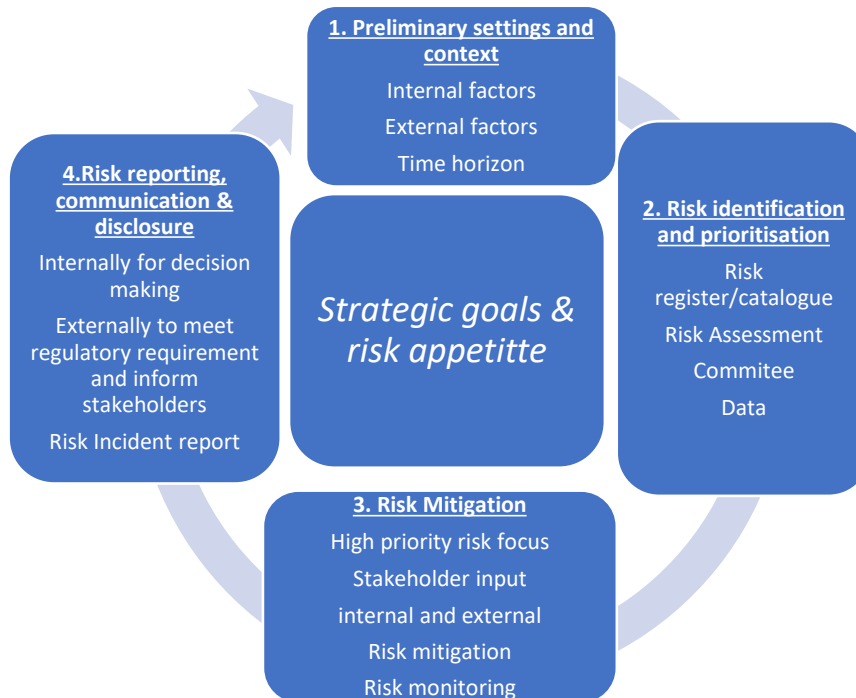 1. Preliminary settings and
context
Internal factors
External factors
Time horizon
2. Risk identification
and prioritisation
Risk
register/catalogue
Risk Assessment
Commitee
Data
3. Risk Mitigation
High priority risk focus
Stakeholder input
internal and external
Risk mitigation
Risk monitoring
4.Risk reporting,
communication &
disclosure
Internally for decision
making
Externally to meet
regulatory requirement
and inform
stakeholders
Risk Incident report
Strategic goals &
risk appetitte